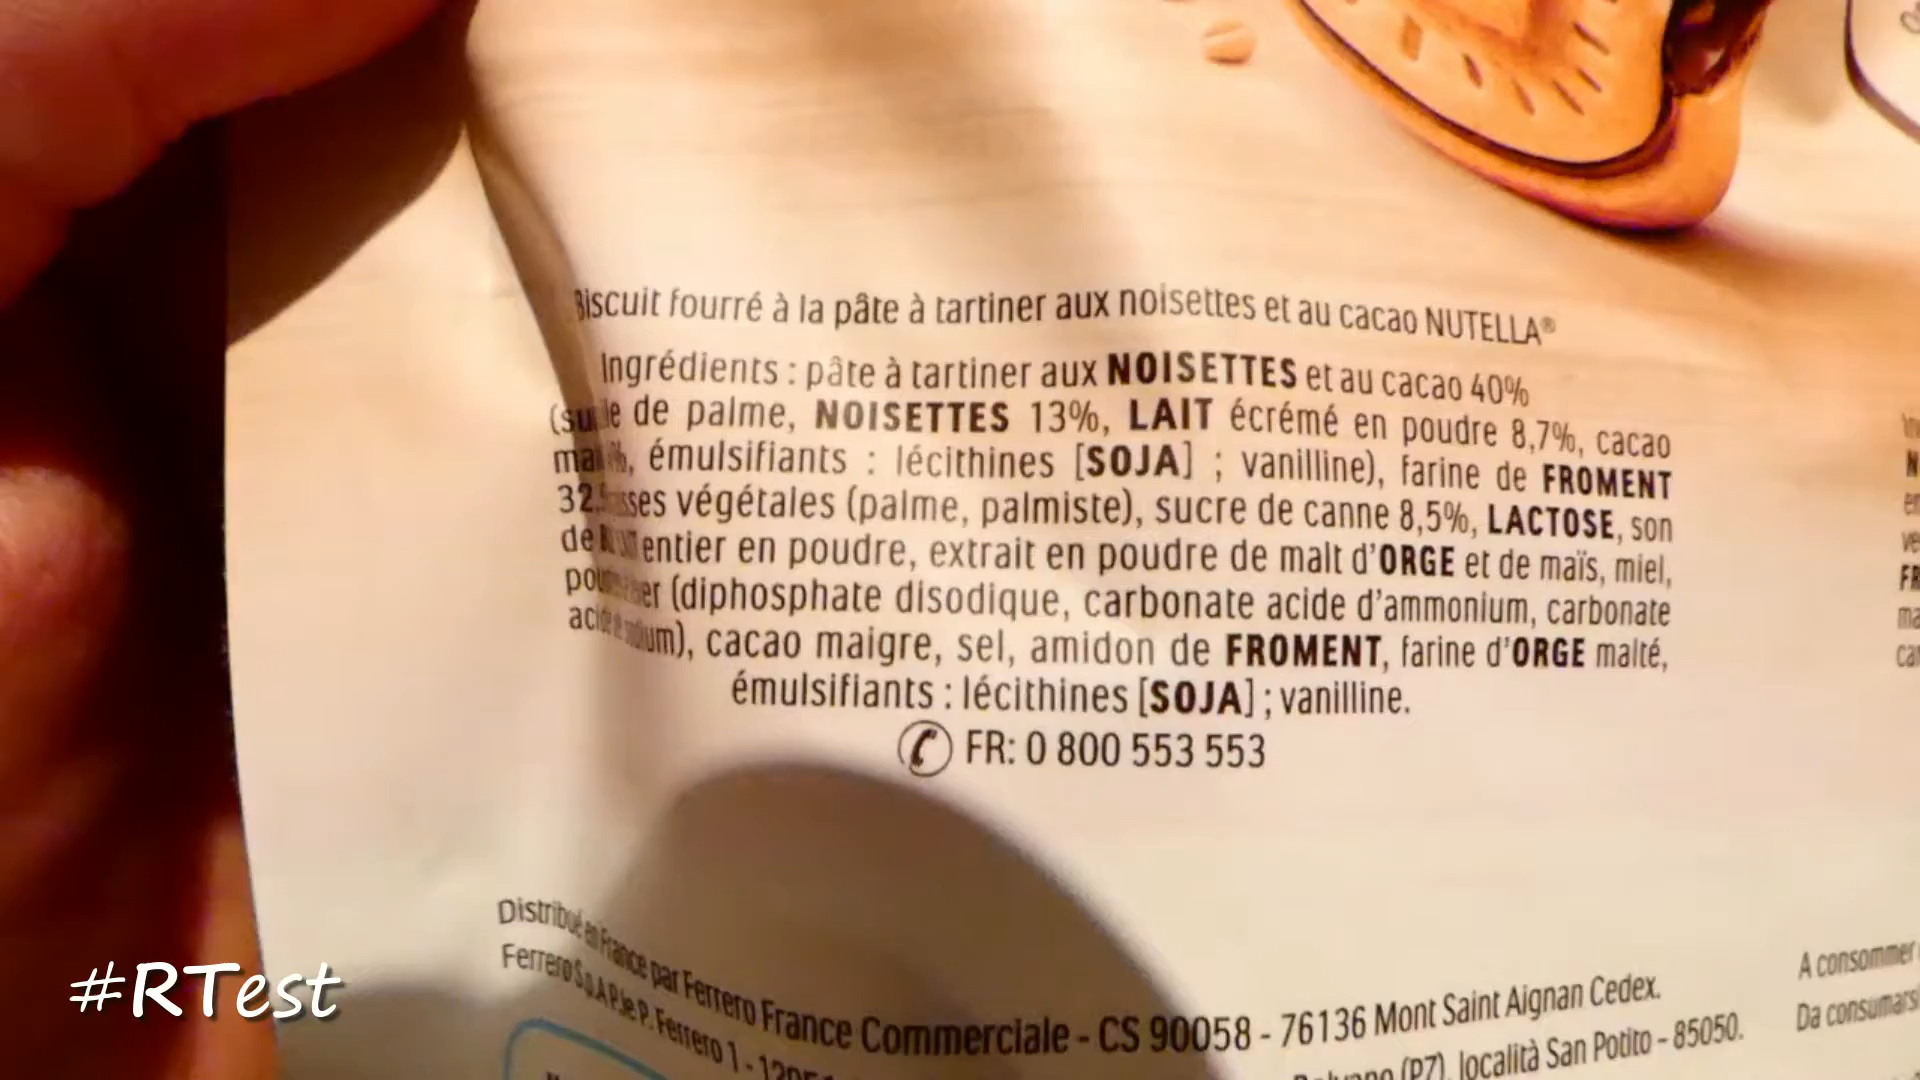 Biscuit fourré à la pâte à tartiner aux noisettes et au cacao NUTELLA®
Ingrédients : pâte à tartiner aux NOISETTES et au cacao 40%
de palme, NOISETTES 13%, LAIT écrémé en poudre 8,7%, cacao
émulsifiants : lécithines [SOJA] ; vanilline), farine de FROMENT
végétales (palme, palmiste), sucre de canne 8,5%, LACTOSE, son
de entier en poudre, extrait en poudre de malt d'ORGE et de maïs, miel,
(diphosphate disodique, carbonate acide d'ammonium, carbonate
cacao maigre, sel, amidon de FROMENT, farine d'ORGE malté,
émulsifiants : lécithines [SOJA] ; vanilline.
FR: 0 800 553 553
Distribué en France par Ferrero France Commerciale - CS 90058 - 76136 Mont Saint Aignan Cedex.
Ferrero S.p.A. P.le P. Ferrero 1 - (PZ), località San Potito - 85050.
A consommer
Da consumarsi
#RTest